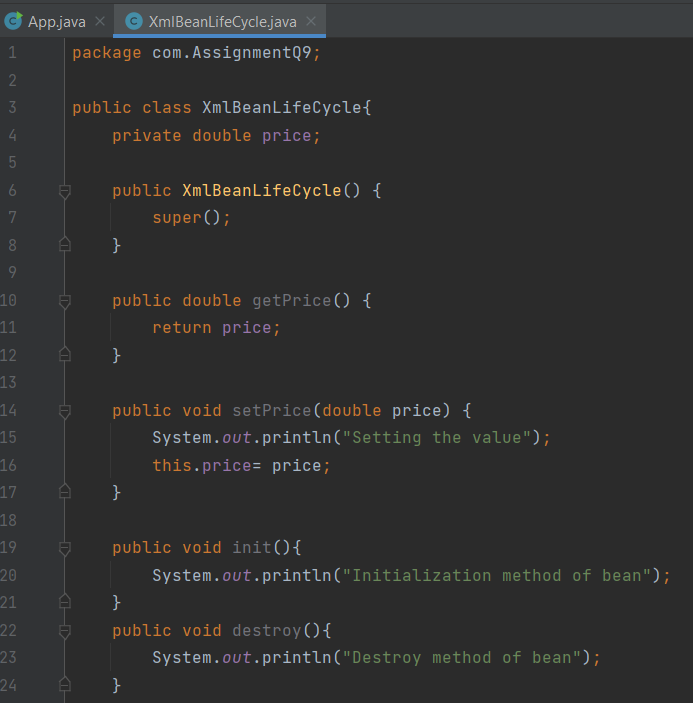 App.java XmlBeanLifeCycle.java
1 package com.AssignmentQ9;
2
3 public class XmlBeanLifeCycle{
4 private double price;
5
6 public XmlBeanLifeCycle() {
7 super();
8 }
9
10 public double getPrice() {
11 return price;
12 }
13
14 public void setPrice(double price) {
15 System.out.println("Setting the value");
16 this.price= price;
17 }
18
19 public void init(){
20 System.out.println("Initialization method of bean");
21 }
22 public void destroy(){
23 System.out.println("Destroy method of bean");
24 }